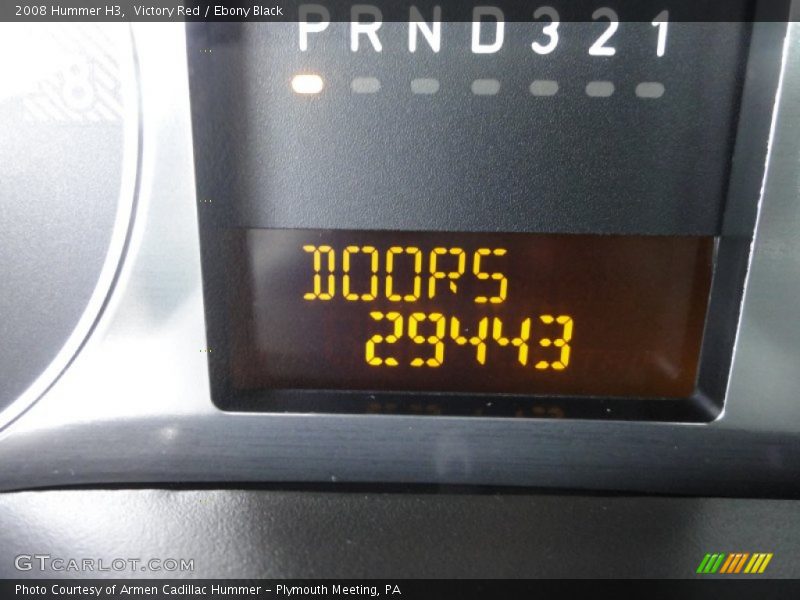 2008 Hummer H3, Victory Red / Ebony Black
P R N D 3 2 1
8
DOORS
29443
GTCARLOT.COM
Photo Courtesy of Armen Cadillac Hummer – Plymouth Meeting, PA